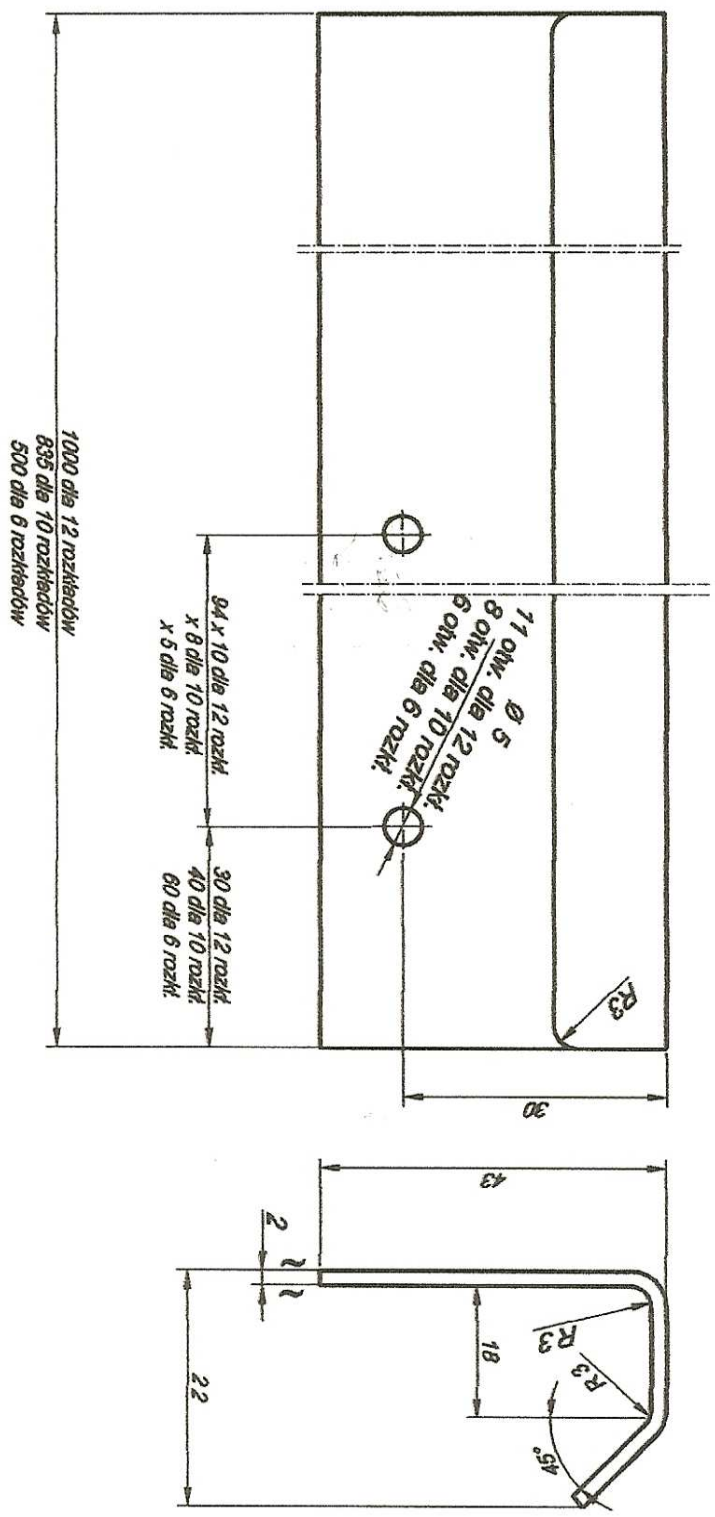 Ø 5
11 otw. dla 12 rozkł.
8 otw. dla 10 rozkł.
6 otw. dla 6 rozkł.
R3
30
30 dla 12 rozkł.
40 dla 10 rozkł.
60 dla 6 rozkł.
94 x 10 dla 12 rozkł.
x 8 dla 10 rozkł.
x 5 dla 6 rozkł.
1000 dla 12 rozkładów
835 dla 10 rozkładów
500 dla 6 rozkładów
43
2
R3
R3
18
45°
22